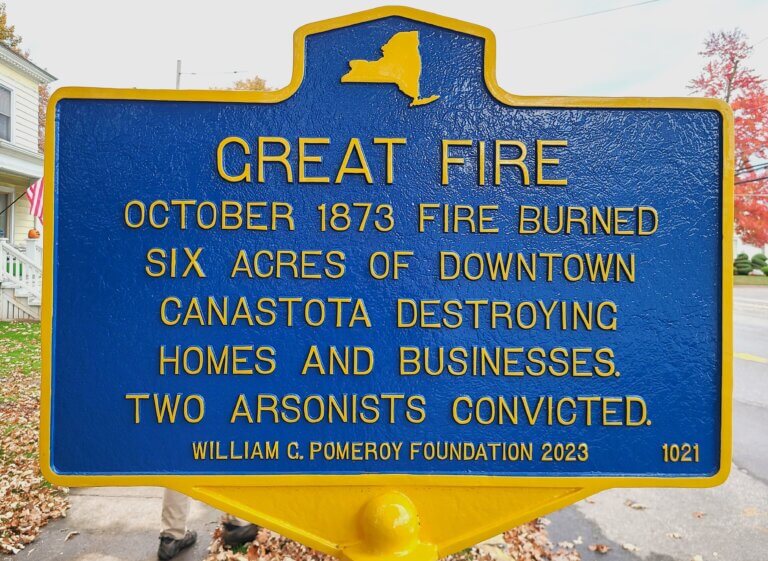 GREAT FIRE
OCTOBER 1873 FIRE BURNED
SIX ACRES OF DOWNTOWN
CANASTOTA DESTROYING
HOMES AND BUSINESSES.
TWO ARSONISTS CONVICTED.
WILLIAM G. POMEROY FOUNDATION 2023 1021